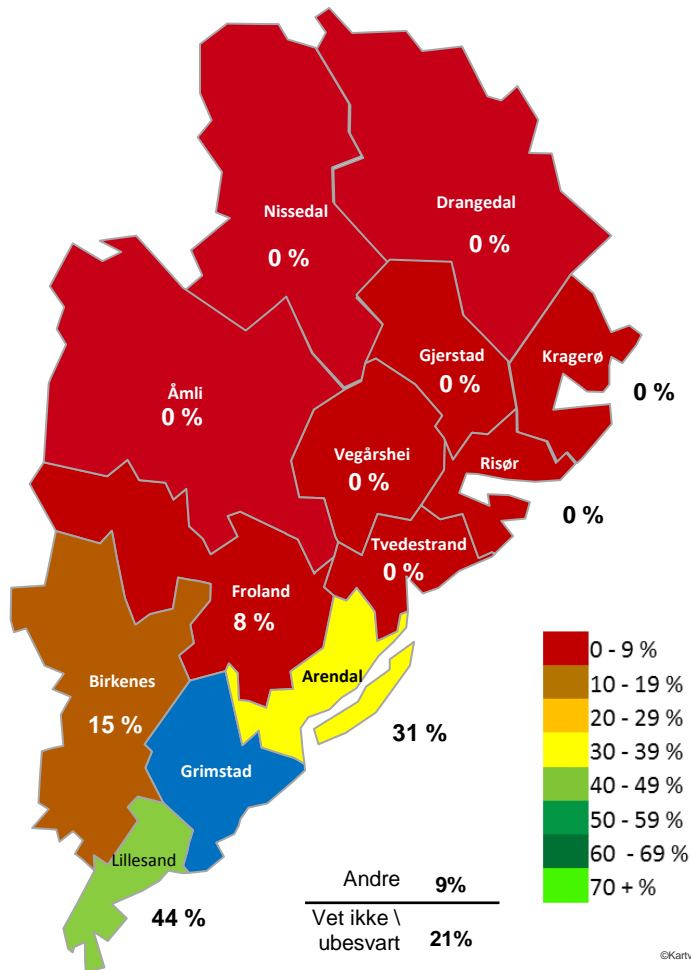 Nissedal
0 %
Drangedal
0 %
Gjerstad
0 %
Kragerø
0 %
Åmli
0 %
Vegårshei
0 %
Risør
0 %
Tvedestrand
0 %
Froland
8 %
Birkenes
15 %
Arendal
31 %
Grimstad
Lillesand
44 %
0 - 9 %
10 - 19 %
20 - 29 %
30 - 39 %
40 - 49 %
50 - 59 %
60 - 69 %
70 + %
Andre 9%
Vet ikke \
ubesvart 21%
©Kartv